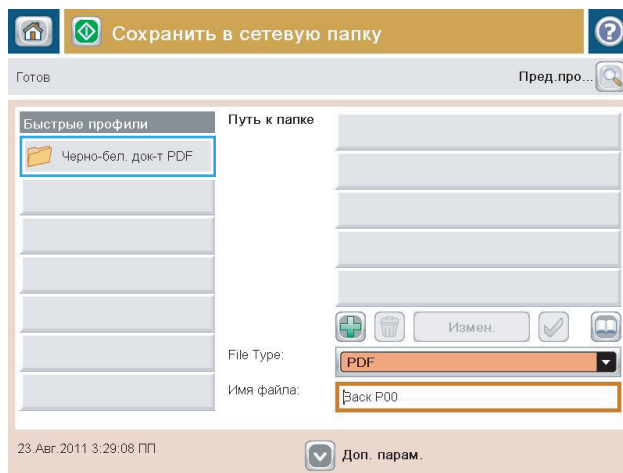 Сохранить в сетевую папку
Готов
Пред.про...
Быстрые профили
Черно-бел. док-т PDF
Путь к папке
Измен.
File Type:
PDF
Имя файла:
Back P00
23.Авг.2011 3:29:08 ПП
Доп. парам.